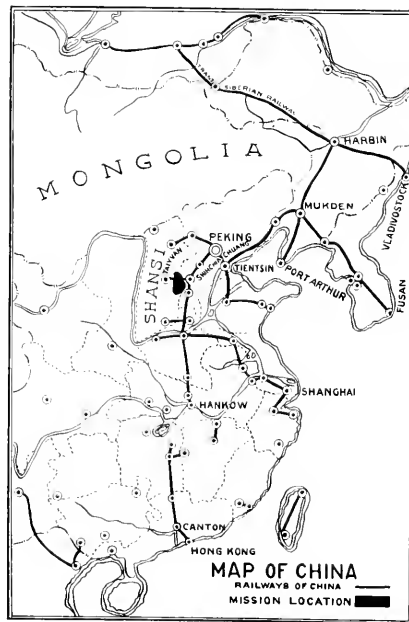 TRANS SIBERIAN RAILWAY
HARBIN
MONGOLIA
MUKDEN
VLADIVOSTOCK
PEKING
SHANSI
TAIYUAN
TIENTSIN
PORT ARTHUR
FUSAN
SHANGHAI
HANKOW
CANTON
HONG KONG
MAP OF CHINA
RAILWAYS OF CHINA
MISSION LOCATION